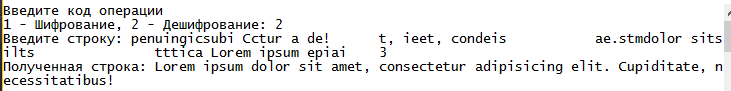 Введите код операции
1 - Шифрование, 2 - Дешифрование: 2
Введите строку: penuingicsubi Cctur a de!      t, ieet, condeis           ae.stmdolor sits
ilts               tttica Lorem ipsum epiai    3
Полученная строка: Lorem ipsum dolor sit amet, consectetur adipisicing elit. Cupiditate, n
ecessitatibus!